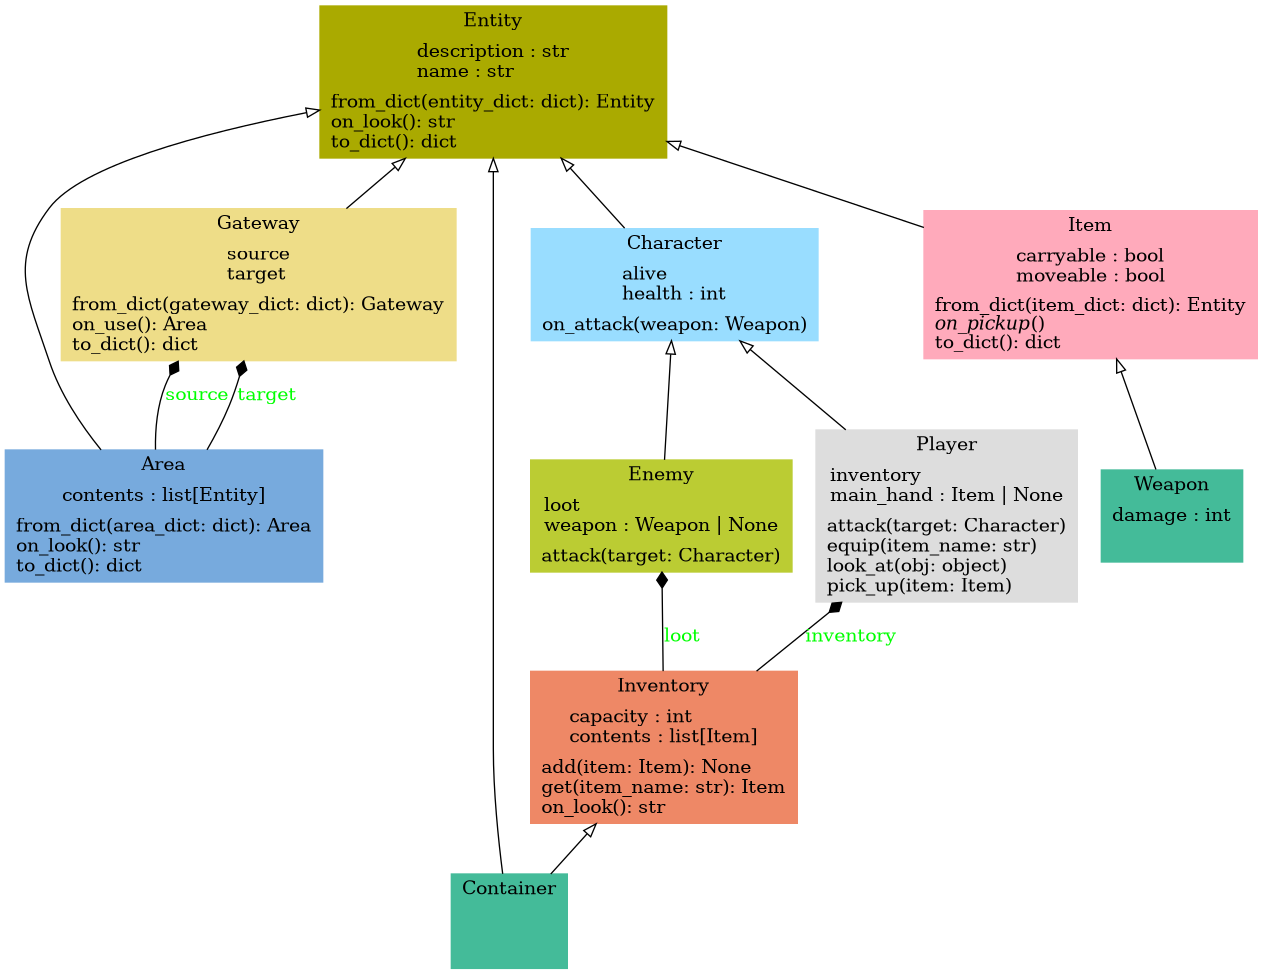 Entity
description : str
name : str
from_dict(entity_dict: dict): Entity
on_look(): str
to_dict(): dict
Gateway
source
target
from_dict(gateway_dict: dict): Gateway
on_use(): Area
to_dict(): dict
Character
alive
health : int
on_attack(weapon: Weapon)
Item
carryable : bool
moveable : bool
from_dict(item_dict: dict): Entity
on_pickup()
to_dict(): dict
source
target
Area
contents : list[Entity]
from_dict(area_dict: dict): Area
on_look(): str
to_dict(): dict
Enemy
loot
weapon : Weapon | None
attack(target: Character)
Player
inventory
main_hand : Item | None
attack(target: Character)
equip(item_name: str)
look_at(obj: object)
pick_up(item: Item)
Weapon
damage : int
loot
inventory
Inventory
capacity : int
contents : list[Item]
add(item: Item): None
get(item_name: str): Item
on_look(): str
Container